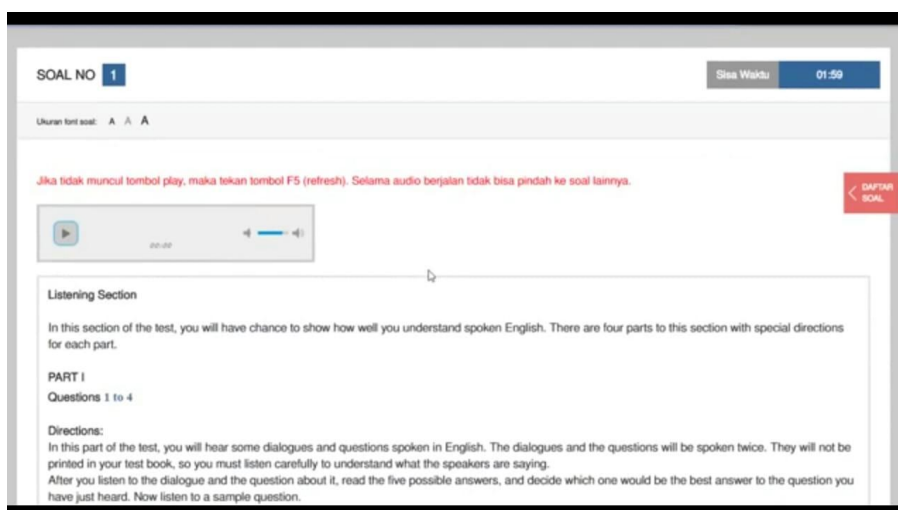 SOAL NO 1
Sisa Waktu 01:59
Ukuran font soal: A A A
Jika tidak muncul tombol play, maka tekan tombol F5 (refresh). Selama audio berjalan tidak bisa pindah ke soal lainnya.
DAFTAR
SOAL
00:00
Listening Section
In this section of the test, you will have chance to show how well you understand spoken English. There are four parts to this section with special directions
for each part.
PART I
Questions 1 to 4
Directions:
In this part of the test, you will hear some dialogues and questions spoken in English. The dialogues and the questions will be spoken twice. They will not be
printed in your test book, so you must listen carefully to understand what the speakers are saying.
After you listen to the dialogue and the question about it, read the five possible answers, and decide which one would be the best answer to the question you
have just heard. Now listen to a sample question.